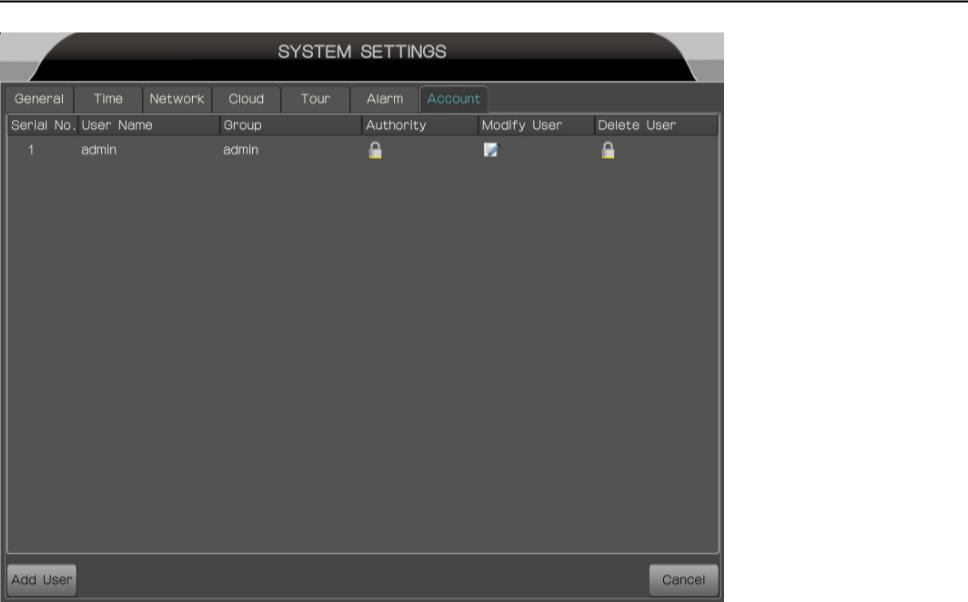 SYSTEM SETTINGS
General Time Network Cloud Tour Alarm Account
Serial No. User Name Group Authority Modify User Delete User
1 admin admin
Add User Cancel